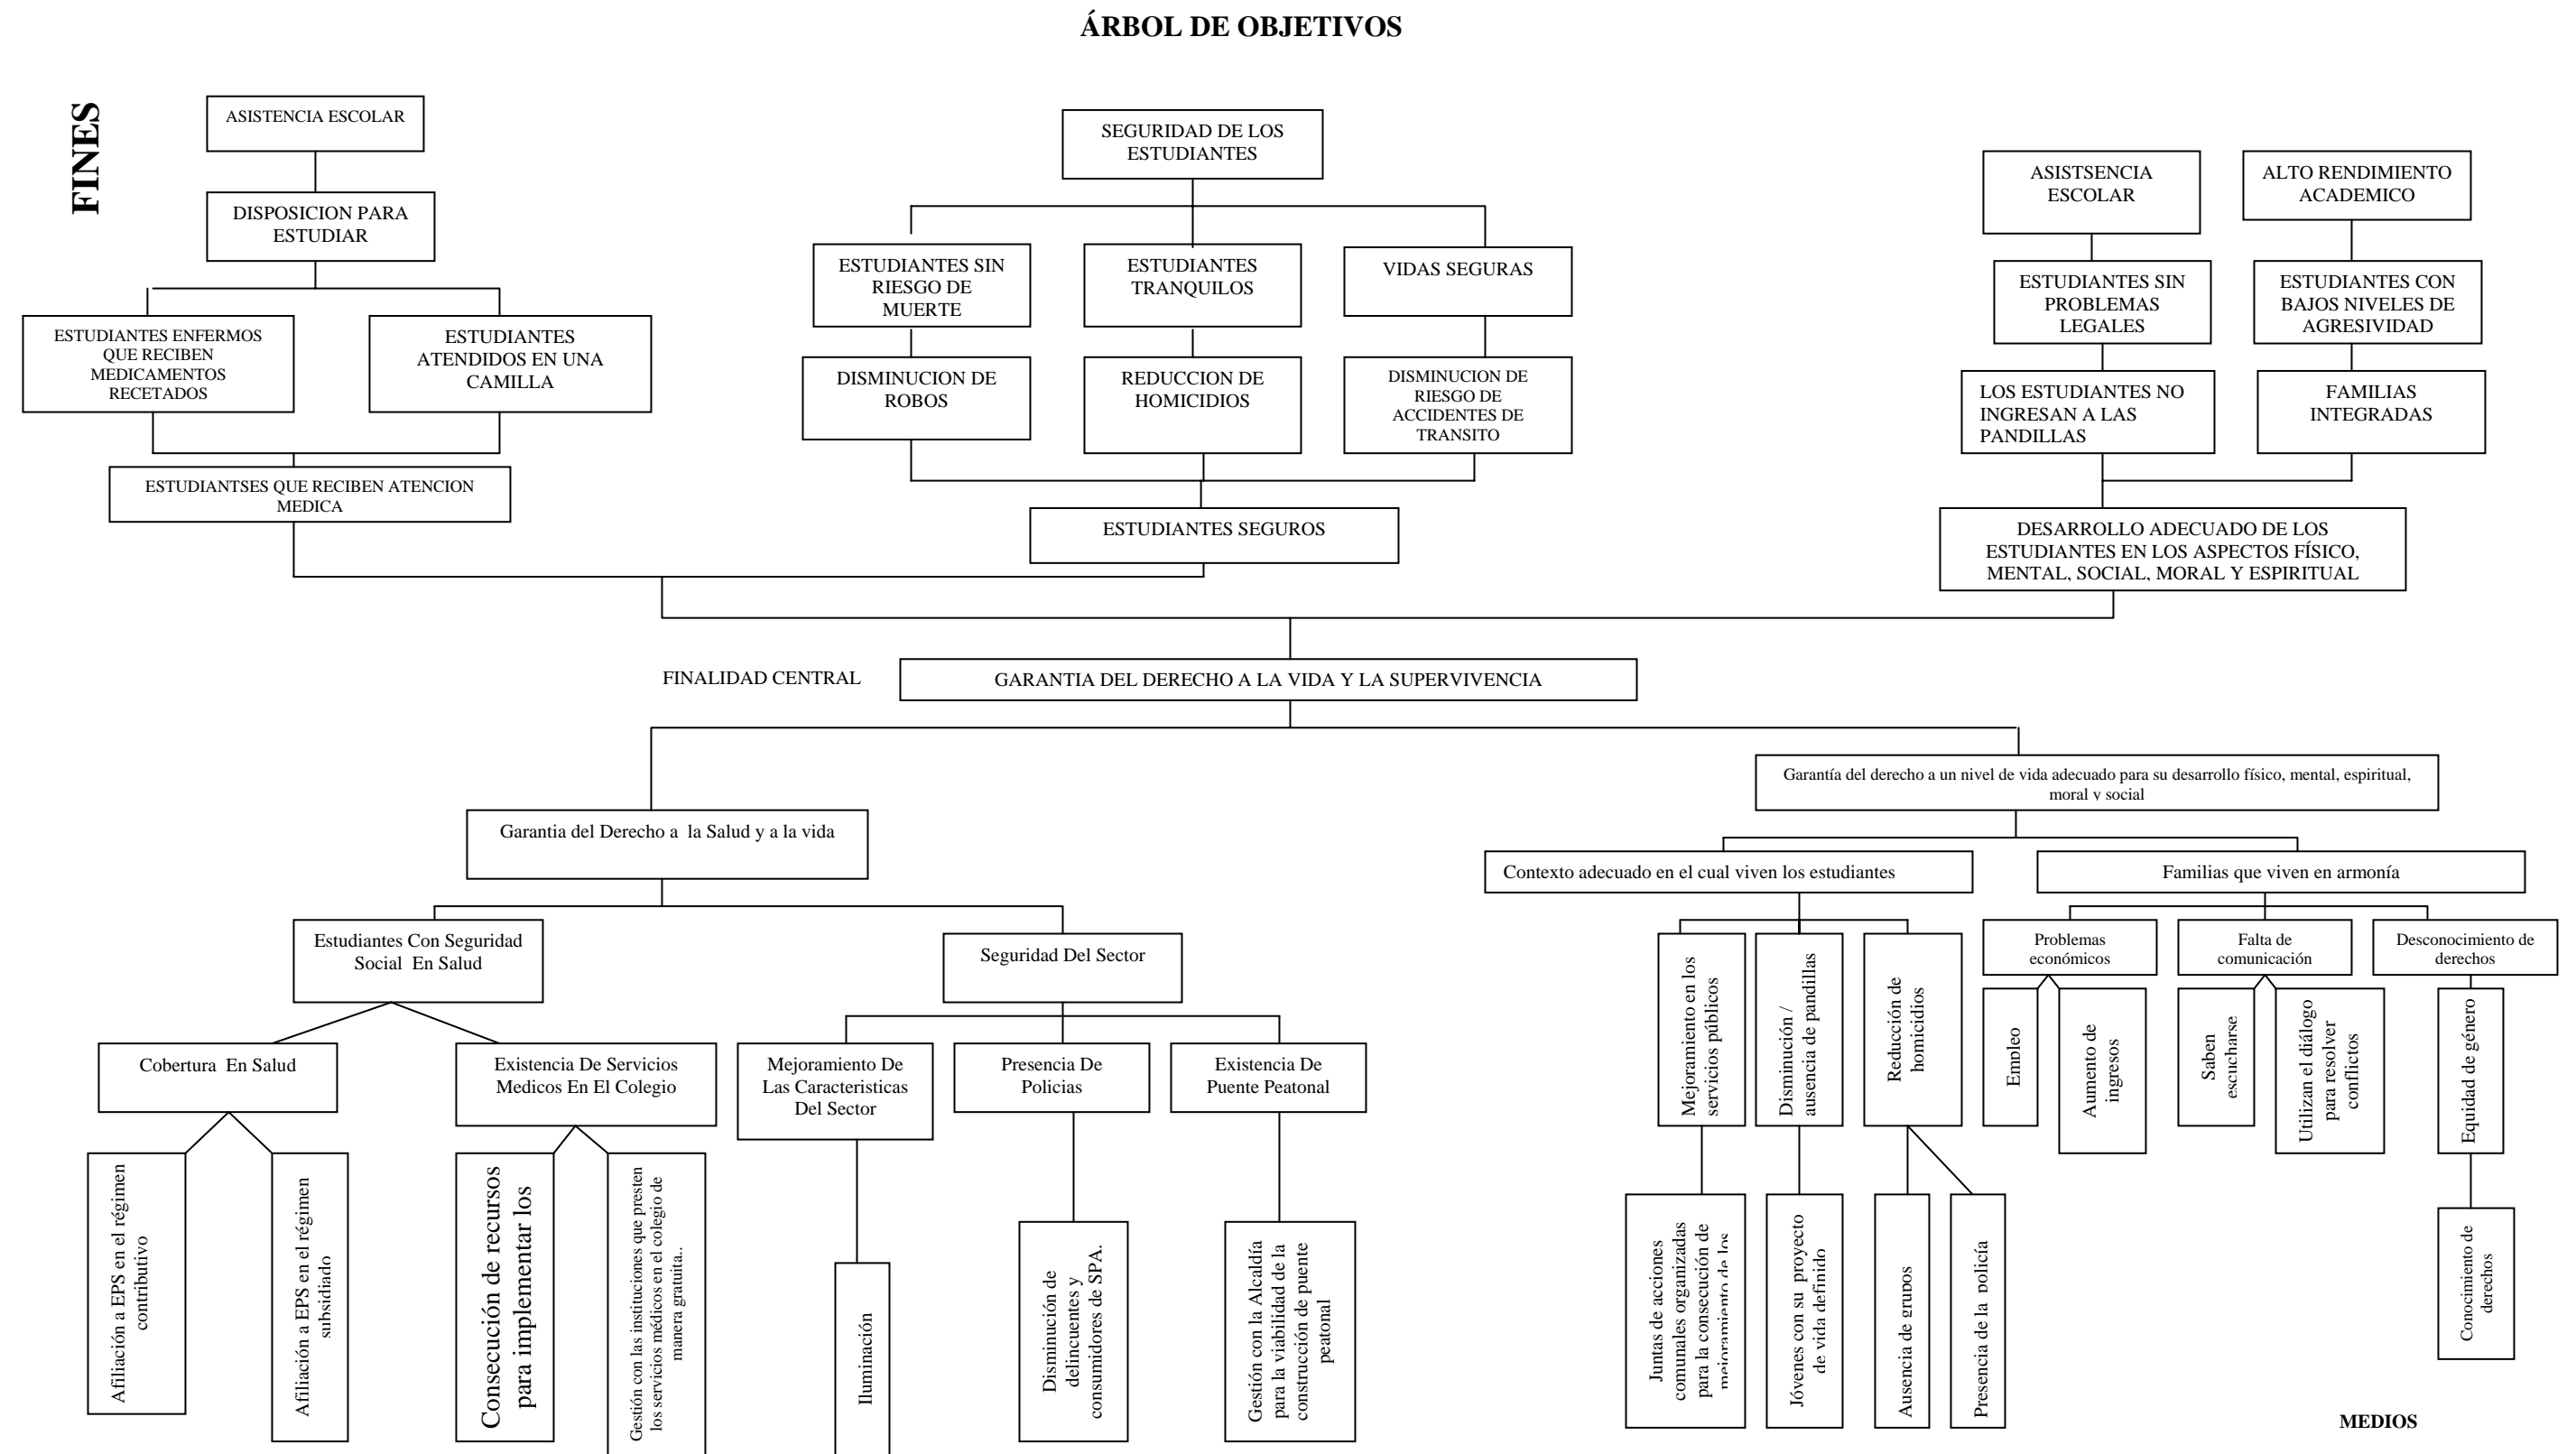 ÁRBOL DE OBJETIVOS
FINES
ASISTENCIA ESCOLAR
DISPOSICION PARA
ESTUDIAR
ESTUDIANTES ENFERMOS
QUE RECIBEN
MEDICAMENTOS
RECETADOS
ESTUDIANTES
ATENDIDOS EN UNA
CAMILLA
ESTUDIANTSES QUE RECIBEN ATENCION
MEDICA
SEGURIDAD DE LOS
ESTUDIANTES
ESTUDIANTES SIN
RIESGO DE
MUERTE
ESTUDIANTES
TRANQUILOS
VIDAS SEGURAS
DISMINUCION DE
ROBOS
REDUCCION DE
HOMICIDIOS
DISMINUCION DE
RIESGO DE
ACCIDENTES DE
TRANSITO
ESTUDIANTES SEGUROS
ASISTSENCIA
ESCOLAR
ALTO RENDIMIENTO
ACADEMICO
ESTUDIANTES SIN
PROBLEMAS
LEGALES
ESTUDIANTES CON
BAJOS NIVELES DE
AGRESIVIDAD
LOS ESTUDIANTES NO
INGRESAN A LAS
PANDILLAS
FAMILIAS
INTEGRADAS
DESARROLLO ADECUADO DE LOS
ESTUDIANTES EN LOS ASPECTOS FÍSICO,
MENTAL, SOCIAL, MORAL Y ESPIRITUAL
FINALIDAD CENTRAL
GARANTIA DEL DERECHO A LA VIDA Y LA SUPERVIVENCIA
Garantia del Derecho a la Salud y a la vida
Garantía del derecho a un nivel de vida adecuado para su desarrollo físico, mental, espiritual,
moral y social
Estudiantes Con Seguridad
Social En Salud
Seguridad Del Sector
Contexto adecuado en el cual viven los estudiantes
Familias que viven en armonía
Cobertura En Salud
Existencia De Servicios
Medicos En El Colegio
Mejoramiento De
Las Caracteristicas
Del Sector
Presencia De
Policias
Existencia De
Puente Peatonal
Mejoramiento en los
servicios públicos
Disminución /
ausencia de pandillas
Reducción de
homicidios
Problemas
económicos
Falta de
comunicación
Desconocimiento de
derechos
Empleo
Aumento de
ingresos
Saben
escucharse
Utilizan el diálogo
para resolver
conflictos
Equidad de género
Conocimiento de
derechos
Afiliación a EPS en el régimen
contributivo
Afiliación a EPS en el régimen
subsidiado
Consecución de recursos
para implementar los
Gestión con las instituciones que presten
los servicios médicos en el colegio de
manera gratuita..
Iluminación
Disminución de
delincuentes y
consumidores de SPA.
Gestión con la Alcaldía
para la viabilidad de la
construcción de puente
peatonal
Juntas de acciones
comunales organizadas
para la consecución de
mejoramiento de los
Jóvenes con su proyecto
de vida definido
Ausencia de grupos
Presencia de la policía
MEDIOS